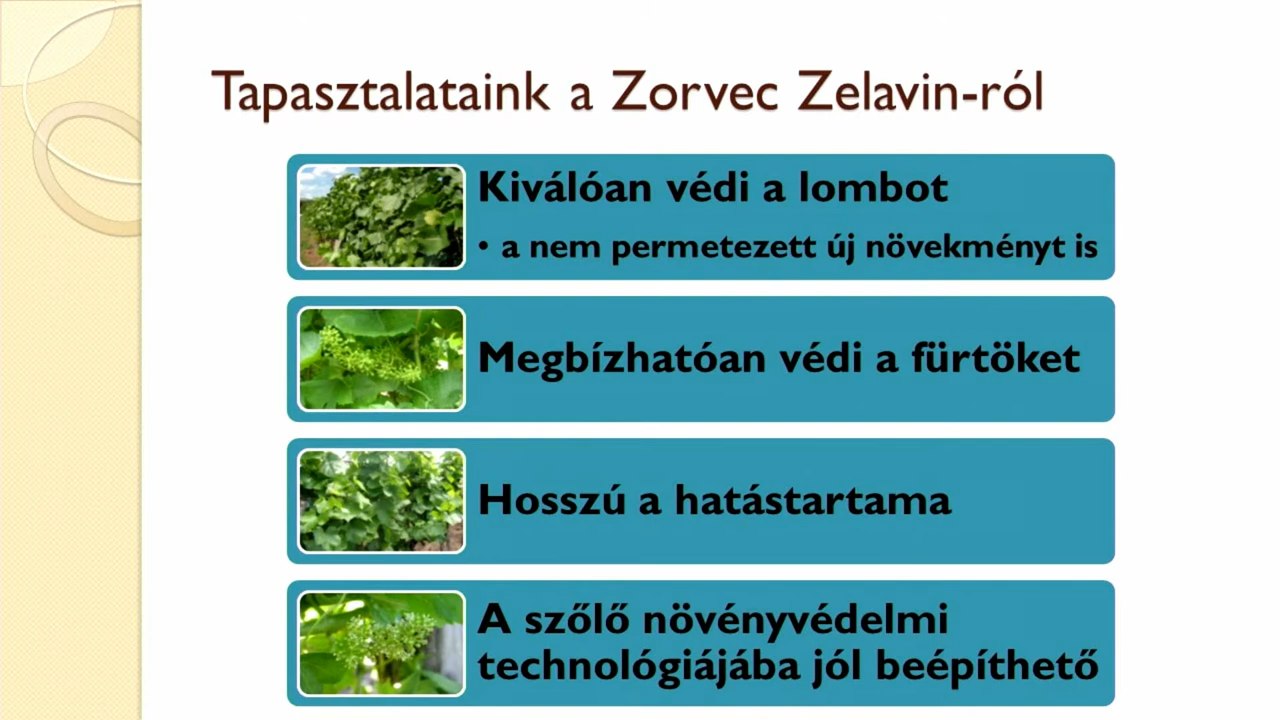 Tapasztalataink a Zorvec Zelavin-ról
Kiválóan védi a lombot
• a nem permetezett új növekményt is
Megbízhatóan védi a fürtöket
Hosszú a hatástartama
A szőlő növényvédelmi
technológiájába jól beépíthető